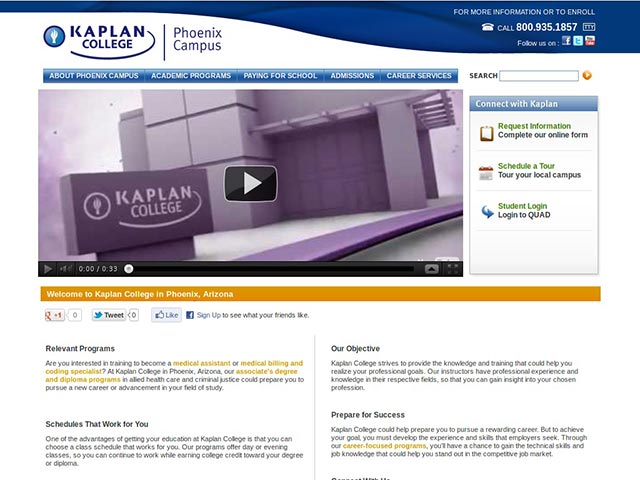 FOR MORE INFORMATION OR TO ENROLL
KAPLAN
COLLEGE
Phoenix
Campus
CALL 800.935.1857 TTY
Follow us on :
ABOUT PHOENIX CAMPUS
ACADEMIC PROGRAMS
PAYING FOR SCHOOL
ADMISSIONS
CAREER SERVICES
SEARCH
KAPLAN
COLLEGE
0:00 / 0:33
Connect with Kaplan
Request Information
Complete our online form
Schedule a Tour
Tour your local campus
Student Login
Login to QUAD
Welcome to Kaplan College in Phoenix, Arizona
+1 0
Tweet 0
Like
Sign Up to see what your friends like.
Relevant Programs
Are you interested in training to become a medical assistant or medical billing and
coding specialist? At Kaplan College in Phoenix, Arizona, our associate's degree
and diploma programs in allied health care and criminal justice could prepare you to
pursue a new career or advancement in your field of study.
Schedules That Work for You
One of the advantages of getting your education at Kaplan College is that you can
choose a class schedule that works for you. Our programs offer day or evening
classes, so you can continue to work while earning college credit toward your degree
or diploma.
Our Objective
Kaplan College strives to provide the knowledge and training that could help you
realize your professional goals. Our instructors have professional experience and
knowledge in their respective fields, so that you can gain insight into your chosen
profession.
Prepare for Success
Kaplan College could help prepare you to pursue a rewarding career. But to achieve
your goal, you must develop the experience and skills that employers seek. Through
our career-focused programs, you'll have a chance to gain the technical skills and
job knowledge that could help you stand out in the competitive job market.
Connect With Us